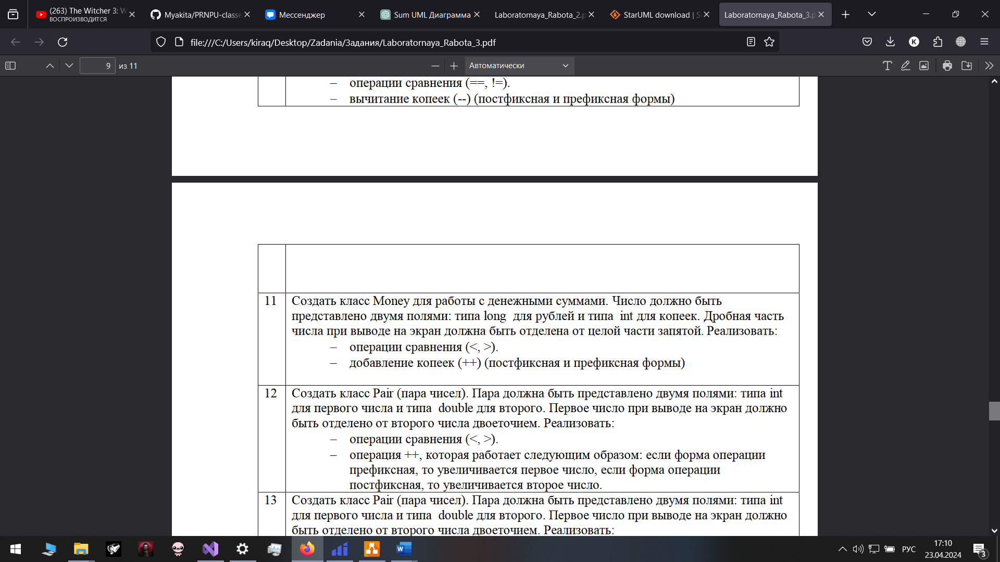 (263) The Witcher 3: W
ВОСПРОИЗВОДИТСЯ
Myakita/PRNPU-classe
Мессенджер
Sum UML Диаграмма
Laboratornaya_Rabota_2.p
StarUML download | S
Laboratornaya_Rabota_3.p
file:///C:/Users/kiraq/Desktop/Zadania/Задания/Laboratornaya_Rabota_3.pdf
K
9 из 11
Автоматически
– операции сравнения (==, !=).
– вычитание копеек (--) (постфиксная и префиксная формы)
11 Создать класс Money для работы с денежными суммами. Число должно быть
представлено двумя полями: типа long для рублей и типа int для копеек. Дробная часть
числа при выводе на экран должна быть отделена от целой части запятой. Реализовать:
– операции сравнения (<, >).
– добавление копеек (++) (постфиксная и префиксная формы)
12 Создать класс Pair (пара чисел). Пара должна быть представлено двумя полями: типа int
для первого числа и типа double для второго. Первое число при выводе на экран должно
быть отделено от второго числа двоеточием. Реализовать:
– операции сравнения (<, >).
– операция ++, которая работает следующим образом: если форма операции
префиксная, то увеличивается первое число, если форма операции
постфиксная, то увеличивается второе число.
13 Создать класс Pair (пара чисел). Пара должна быть представлено двумя полями: типа int
для первого числа и типа double для второго. Первое число при выводе на экран должно
быть отделено от второго числа двоеточием. Реализовать:
РУС
17:10
23.04.2024
3